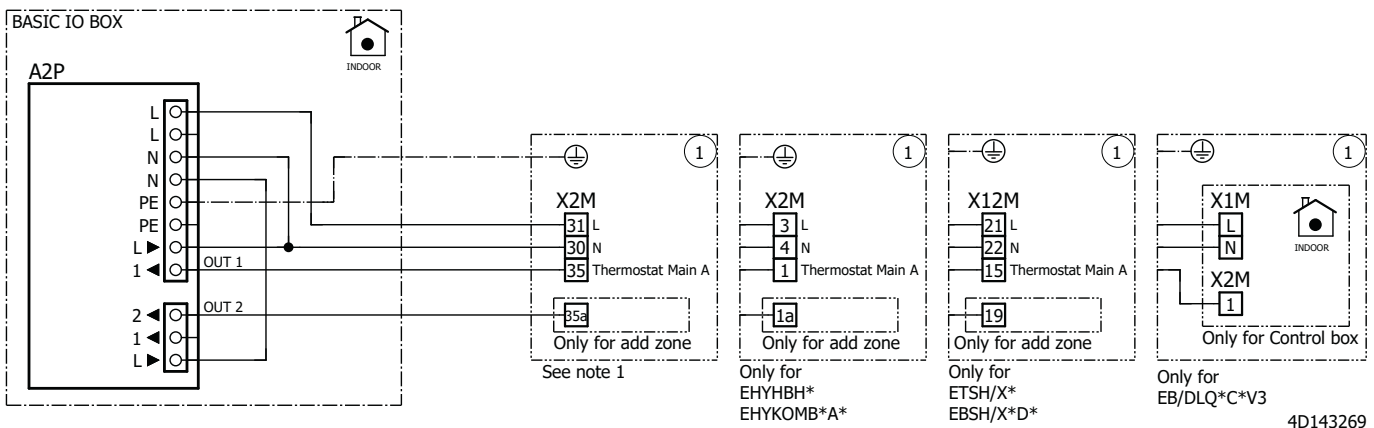 BASIC IO BOX
INDOOR
A2P
L
L
N
N
PE
PE
L
1
OUT 1
2
OUT 2
1
L
1
X2M
31 L
30 N
35 Thermostat Main A
35a
Only for add zone
See note 1
1
X2M
3 L
4 N
1 Thermostat Main A
1a
Only for add zone
Only for
EHYHBH*
EHYKOMB*A*
1
X12M
21 L
22 N
15 Thermostat Main A
19
Only for add zone
Only for
ETSH/X*
EBSH/X*D*
1
X1M
L
N
INDOOR
X2M
1
Only for Control box
Only for
EB/DLQ*C*V3
4D143269